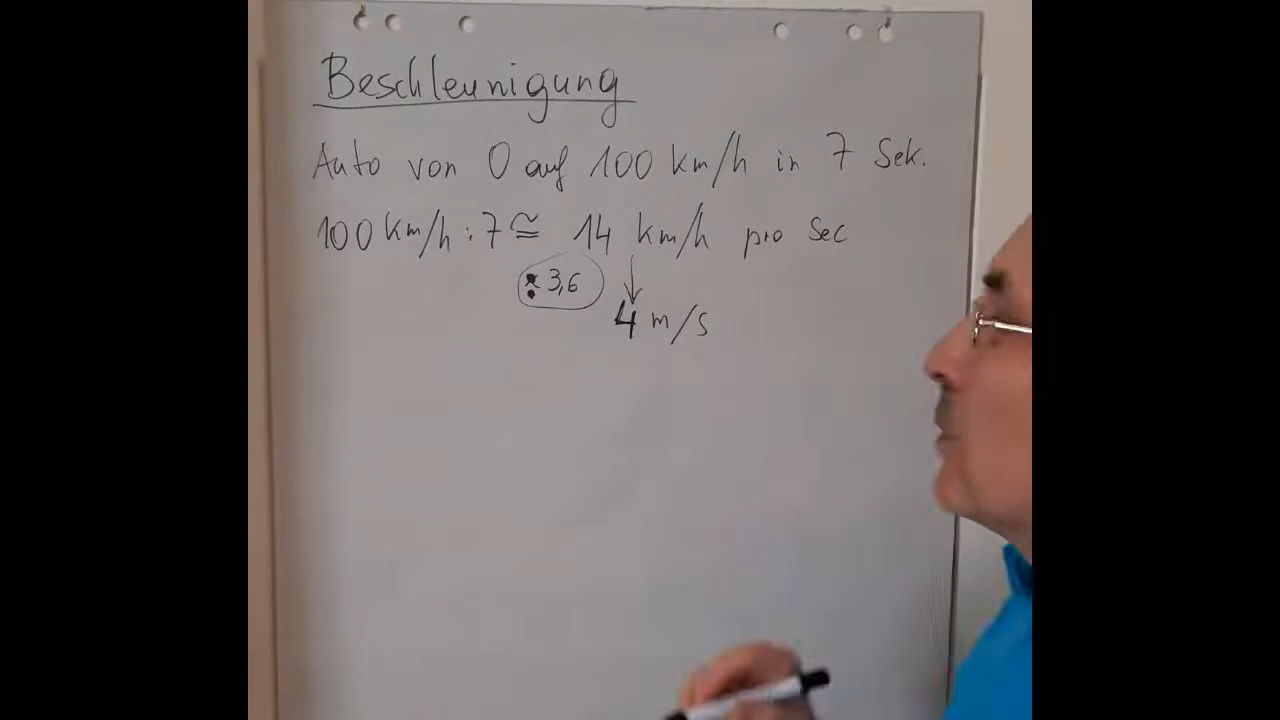 Beschleunigung
Auto von 0 auf 100 km/h in 7 Sek.
100 km/h : 7 ≅ 14 km/h pro Sec
: 3,6
4 m/s